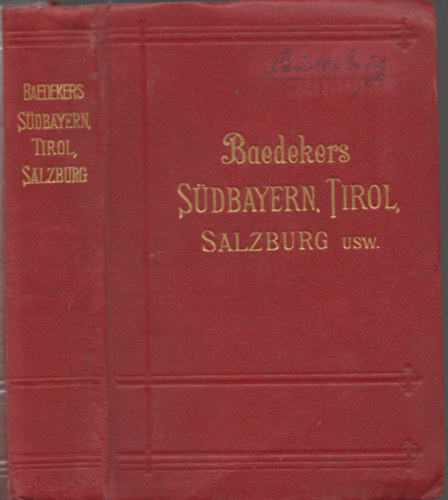 BAEDEKERS
SÜDBAYERN,
TIROL,
SALZBURG
Baedekers
SÜDBAYERN, TIROL,
SALZBURG USW.